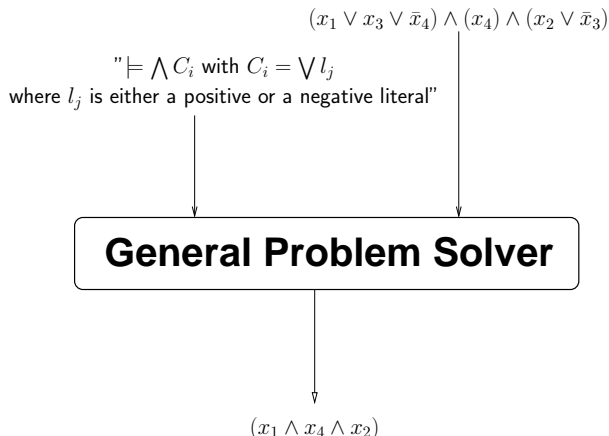 (x₁ ∨ x₃ ∨ x̄₄) ∧ (x₄) ∧ (x₂ ∨ x̄₃)
"⊨ ⋀ Cᵢ with Cᵢ = ⋁ lⱼ
where lⱼ is either a positive or a negative literal"
General Problem Solver
(x₁ ∧ x₄ ∧ x₂)